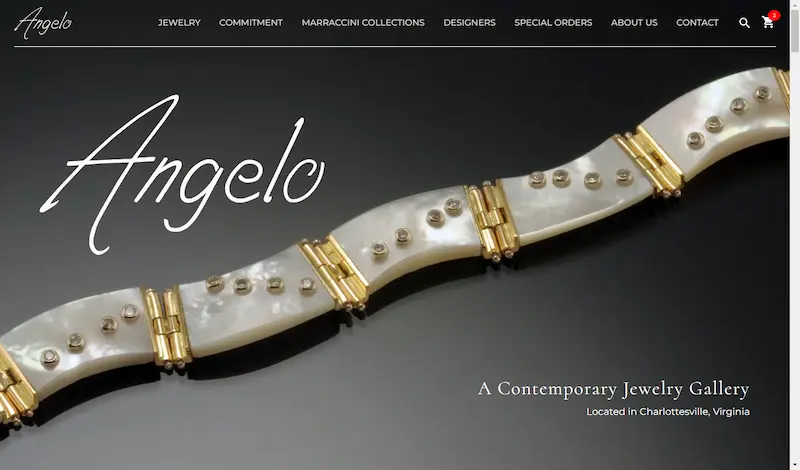 Angelo
JEWELRY COMMITMENT MARRACCINI COLLECTIONS DESIGNERS SPECIAL ORDERS ABOUT US CONTACT
3
Angelo
A Contemporary Jewelry Gallery
Located in Charlottesville, Virginia